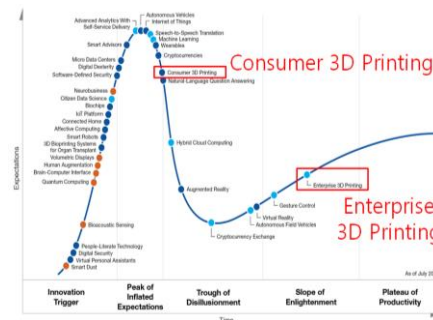 Advanced Analytics With
Self-Service Delivery
Autonomous Vehicles
Internet of Things
Speech-to-Speech Translation
Machine Learning
Wearables
Cryptocurrencies
Consumer 3D Printing
Natural-Language Question Answering
Consumer 3D Printing
Smart Advisors
Micro Data Centers
Digital Dexterity
Software-Defined Security
Neurobusiness
Citizen Data Science
Biochips
IoT Platform
Connected Home
Affective Computing
Smart Robots
3D Bioprinting Systems
for Organ Transplant
Volumetric Displays
Human Augmentation
Brain-Computer Interface
Quantum Computing
Bioacoustic Sensing
People-Literate Technology
Digital Security
Virtual Personal Assistants
Smart Dust
Hybrid Cloud Computing
Augmented Reality
Cryptocurrency Exchange
Autonomous Field Vehicles
Virtual Reality
Gesture Control
Enterprise 3D Printing
Enterprise
3D Printing
Expectations
As of July
Innovation
Trigger
Peak of
Inflated
Expectations
Trough of
Disillusionment
Slope of
Enlightenment
Plateau of
Productivity
Time